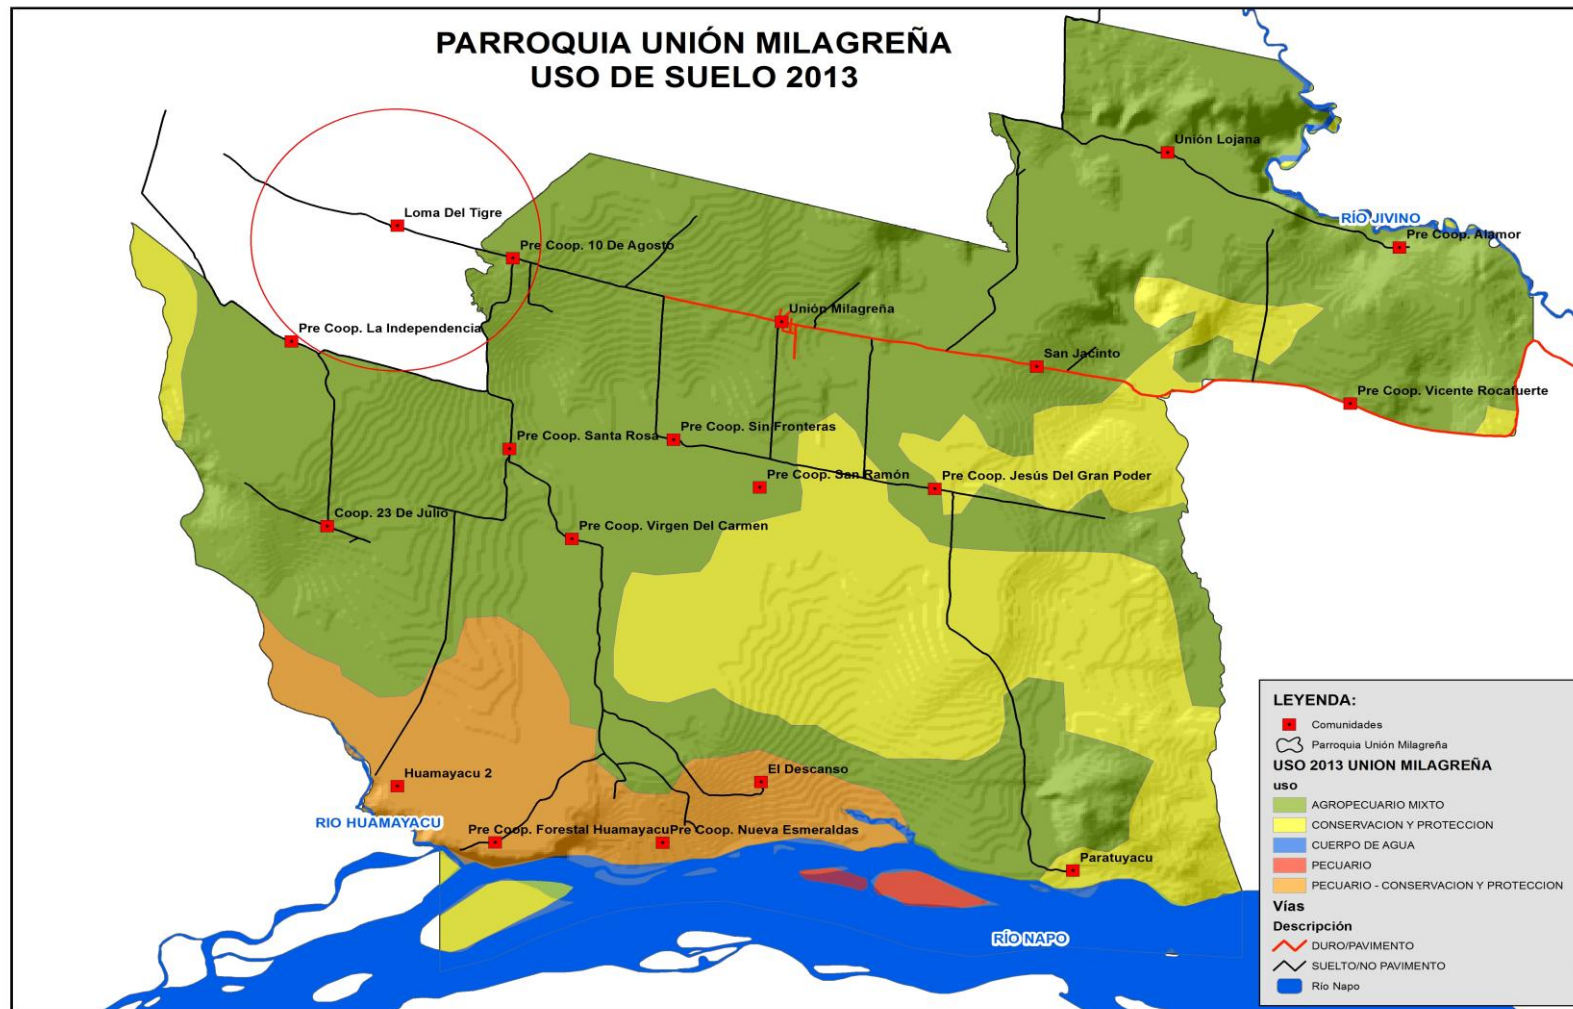 PARROQUIA UNIÓN MILAGREÑA
USO DE SUELO 2013
Unión Lojana
Loma Del Tigre
RÍO JIVINO
Pre Coop. Alamor
Pre Coop. 10 De Agosto
Unión Milagreña
Pre Coop. La Independencia
San Jacinto
Pre Coop. Vicente Rocafuerte
Pre Coop. Santa Rosa
Pre Coop. Sin Fronteras
Pre Coop. San Ramón
Pre Coop. Jesús Del Gran Poder
Coop. 23 De Julio
Pre Coop. Virgen Del Carmen
Huamayacu 2
El Descanso
RIO HUAMAYACU
Pre Coop. Forestal Huamayacu
Pre Coop. Nueva Esmeraldas
Paratuyacu
RÍO NAPO
LEYENDA:
Comunidades
Parroquia Unión Milagreña
USO 2013 UNION MILAGREÑA
uso
AGROPECUARIO MIXTO
CONSERVACION Y PROTECCION
CUERPO DE AGUA
PECUARIO
PECUARIO - CONSERVACION Y PROTECCION
Vías
Descripción
DURO/PAVIMENTO
SUELTO/NO PAVIMENTO
Río Napo